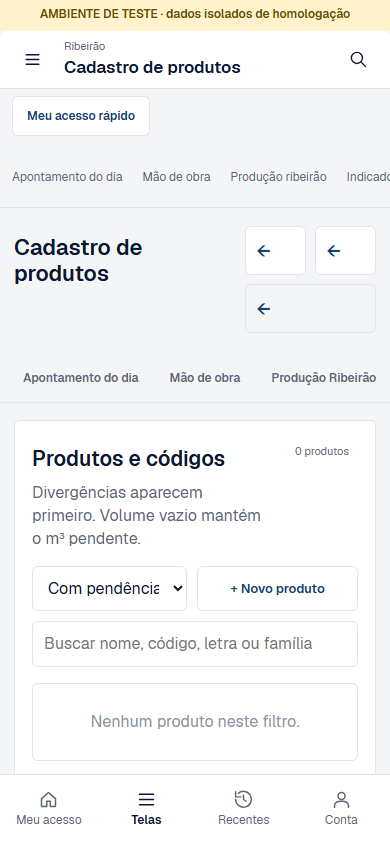 AMBIENTE DE TESTE · dados isolados de homologação
Ribeirão
Cadastro de produtos
Meu acesso rápido
Apontamento do dia Mão de obra Produção ribeirão Indicado
Cadastro de
produtos
Apontamento do dia Mão de obra Produção Ribeirão
Produtos e códigos
0 produtos
Divergências aparecem
primeiro. Volume vazio mantém
o m³ pendente.
Com pendência
+ Novo produto
Buscar nome, código, letra ou família
Nenhum produto neste filtro.
Meu acesso Telas Recentes Conta